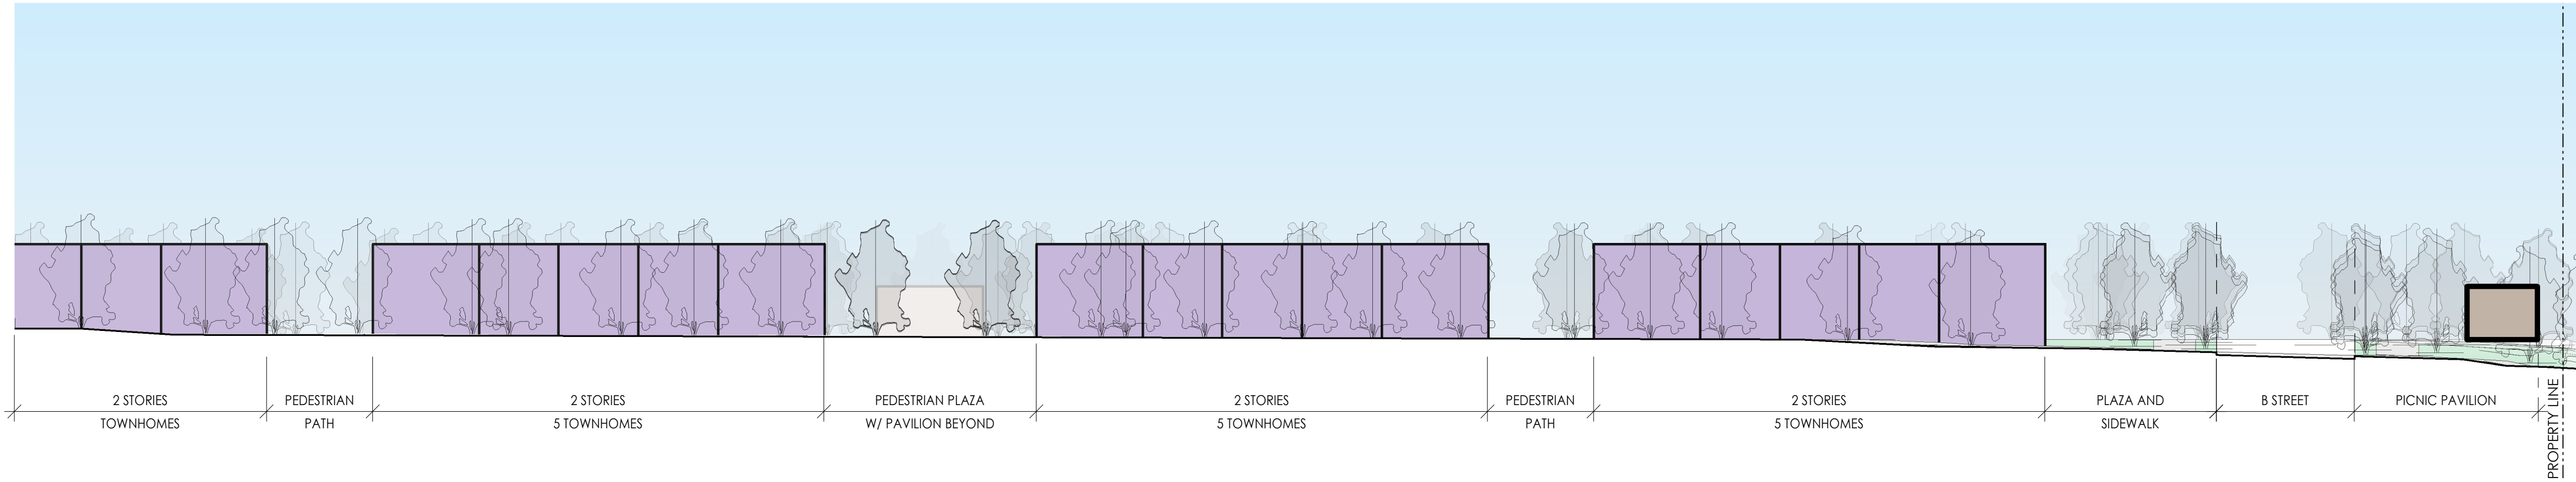 2 STORIES
TOWNHOMES
PEDESTRIAN
PATH
2 STORIES
5 TOWNHOMES
PEDESTRIAN PLAZA
W/ PAVILION BEYOND
2 STORIES
5 TOWNHOMES
PEDESTRIAN
PATH
2 STORIES
5 TOWNHOMES
PLAZA AND
SIDEWALK
B STREET
PICNIC PAVILION
PROPERTY LINE